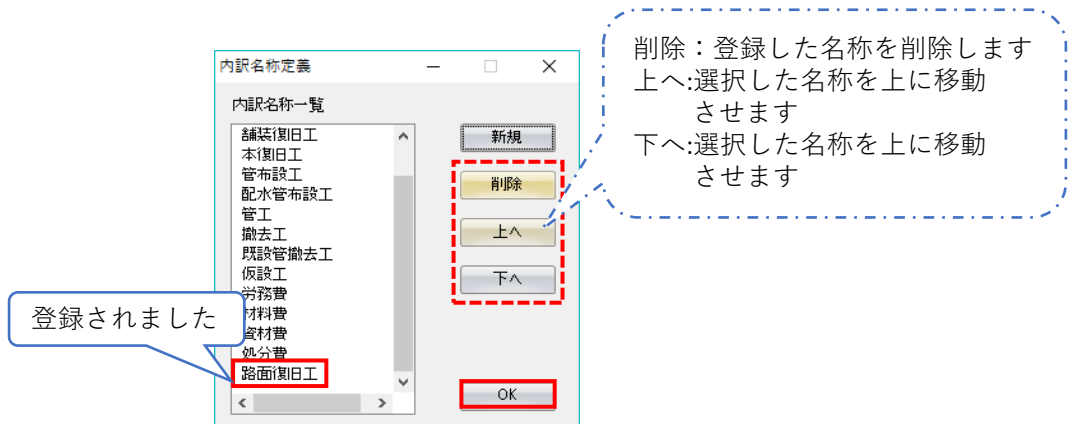 削除：登録した名称を削除します
上へ:選択した名称を上に移動
させます
下へ:選択した名称を上に移動
させます
内訳名称定義
内訳名称一覧
舗装復旧工
本復旧工
管布設工
配水管布設工
管工
撤去工
既設管撤去工
仮設工
労務費
材料費
資材費
処分費
路面復旧工
新規
削除
上へ
下へ
OK
登録されました